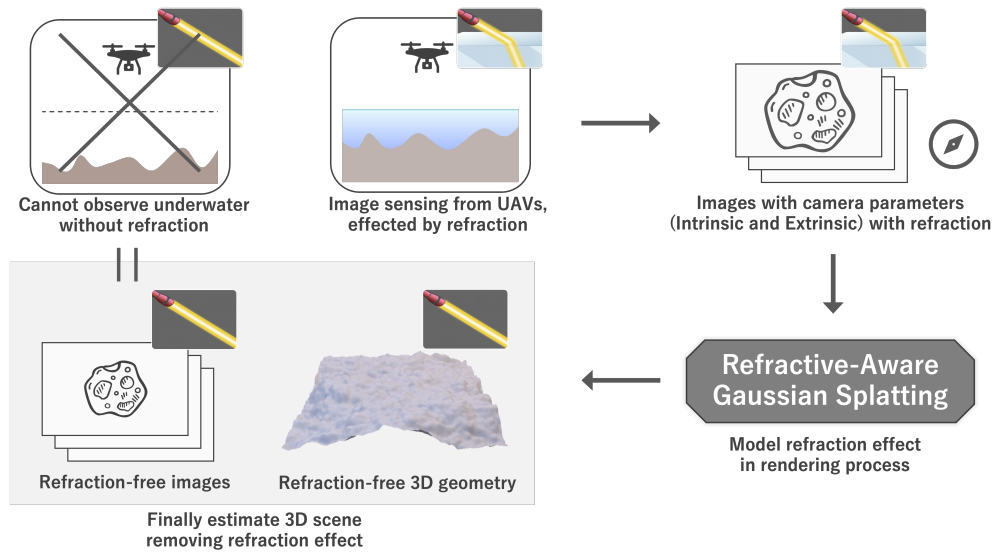 Cannot observe underwater
without refraction
Image sensing from UAVs,
effected by refraction
Images with camera parameters
(Intrinsic and Extrinsic) with refraction
Refractive-Aware
Gaussian Splatting
Model refraction effect
in rendering process
Refraction-free images
Refraction-free 3D geometry
Finally estimate 3D scene
removing refraction effect